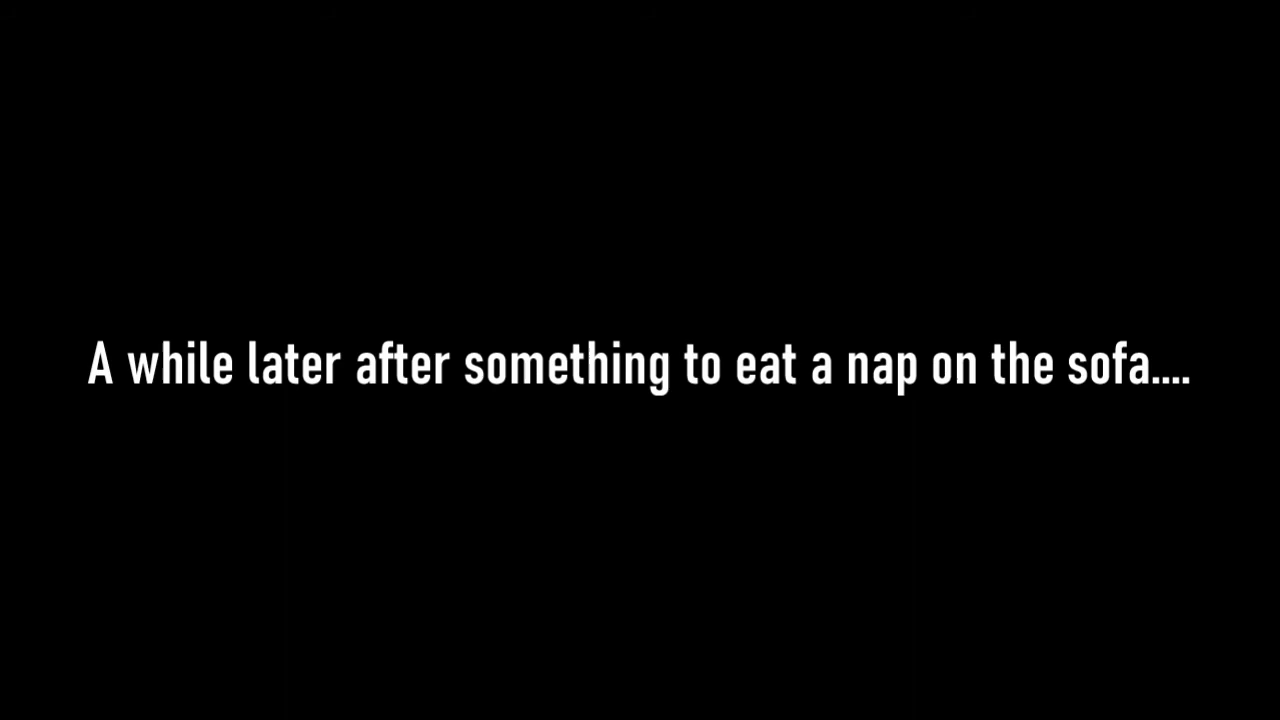 A while later after something to eat a nap on the sofa....